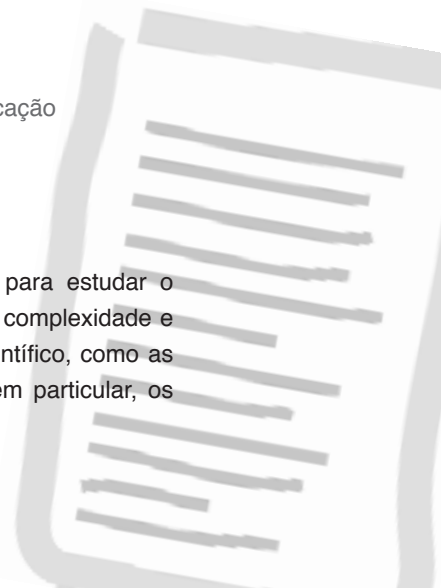 cação
para estudar o
complexidade e
ntífico, como as
em particular, os